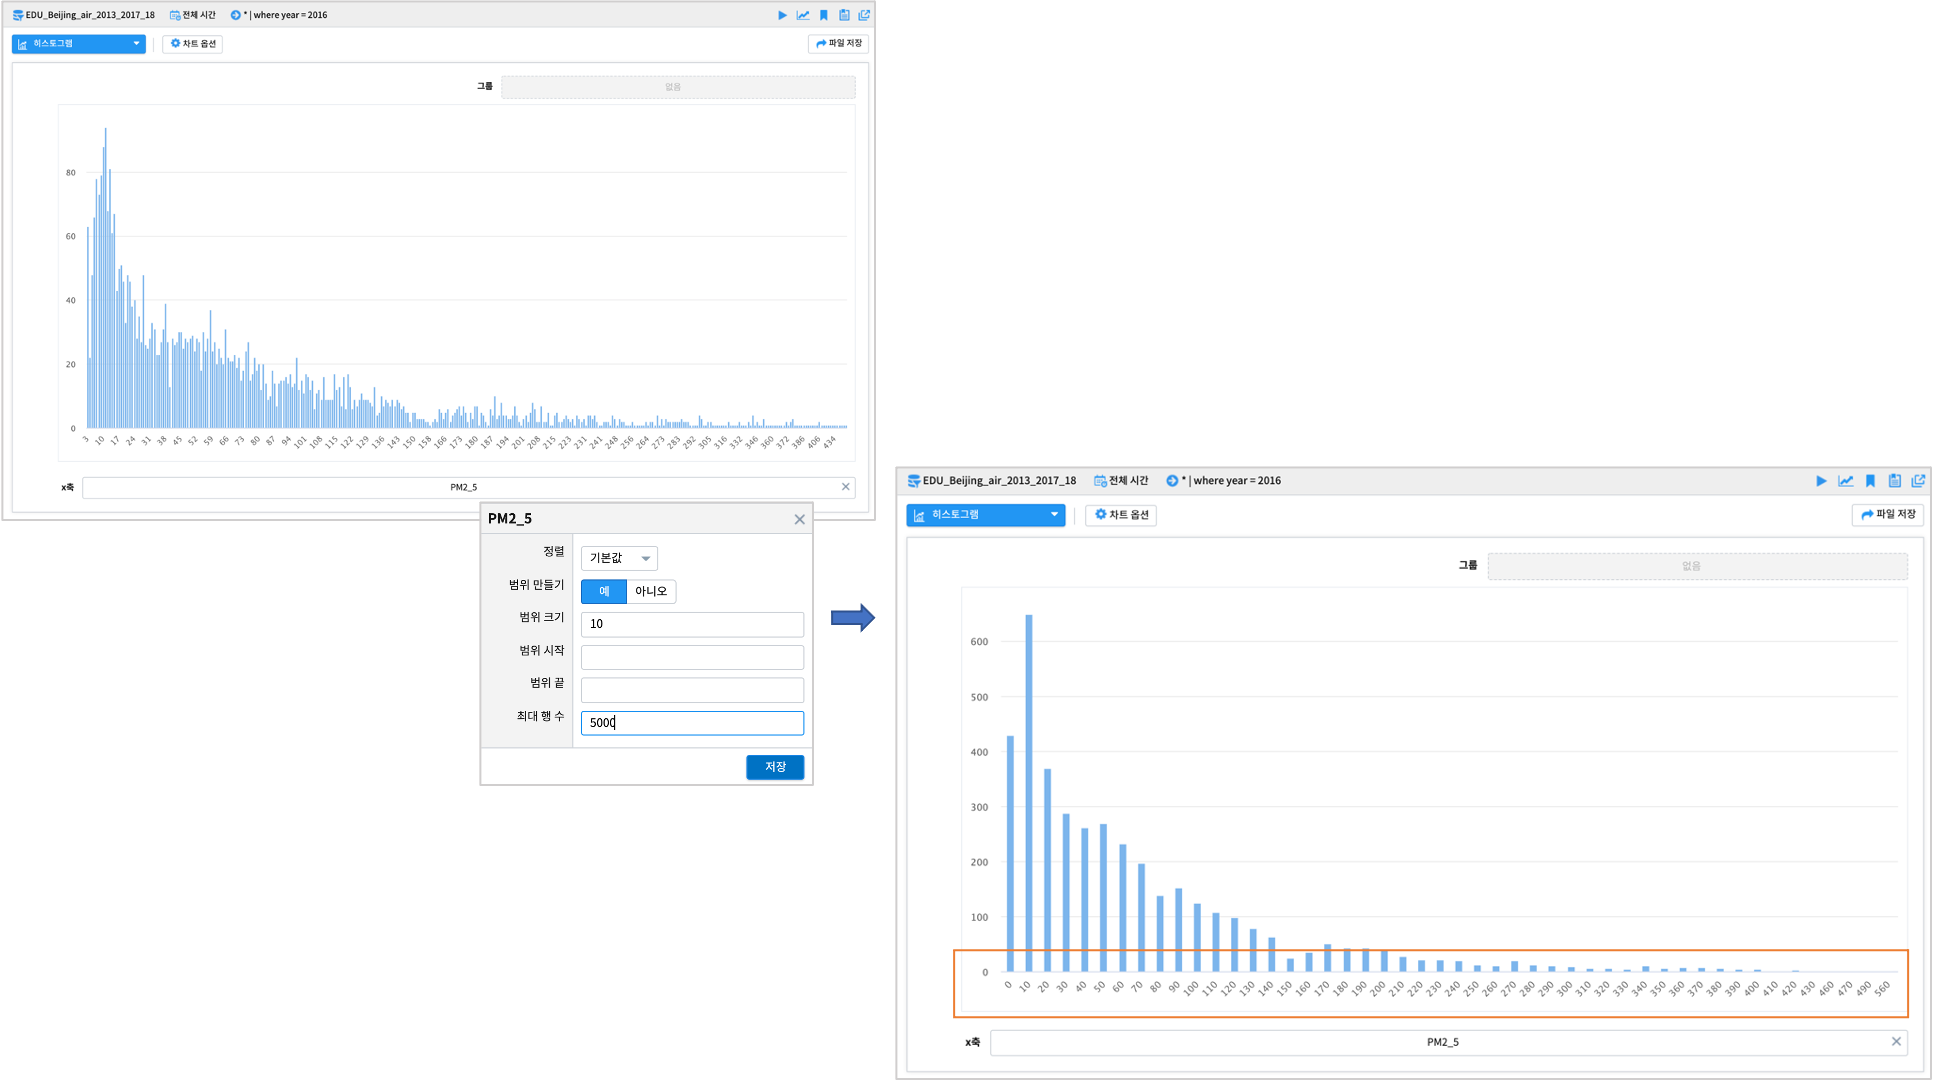 EDU_Beijing_air_2013_2017_18 전체 시간 * | where year = 2016
히스토그램 차트 옵션 파일 저장
그룹 없음
80
60
40
20
0
3 10 17 24 31 38 45 52 59 66 73 80 87 94 101 108 115 122 129 136 143 150 158 166 173 180 187 194 201 208 215 223 231 241 248 256 264 273 283 292 305 316 332 346 360 372 386 406 434
x축 PM2_5
PM2_5
정렬 기본값
범위 만들기 예 아니오
범위 크기 10
범위 시작
범위 끝
최대 행 수 5000
저장
EDU_Beijing_air_2013_2017_18 전체 시간 * | where year = 2016
히스토그램 차트 옵션 파일 저장
그룹 없음
600
500
400
300
200
100
0
0 10 20 30 40 50 60 70 80 90 100 110 120 130 140 150 160 170 180 190 200 210 220 230 240 250 260 270 280 290 300 310 320 330 340 350 360 370 380 390 400 410 420 430 460 470 490 560
x축 PM2_5